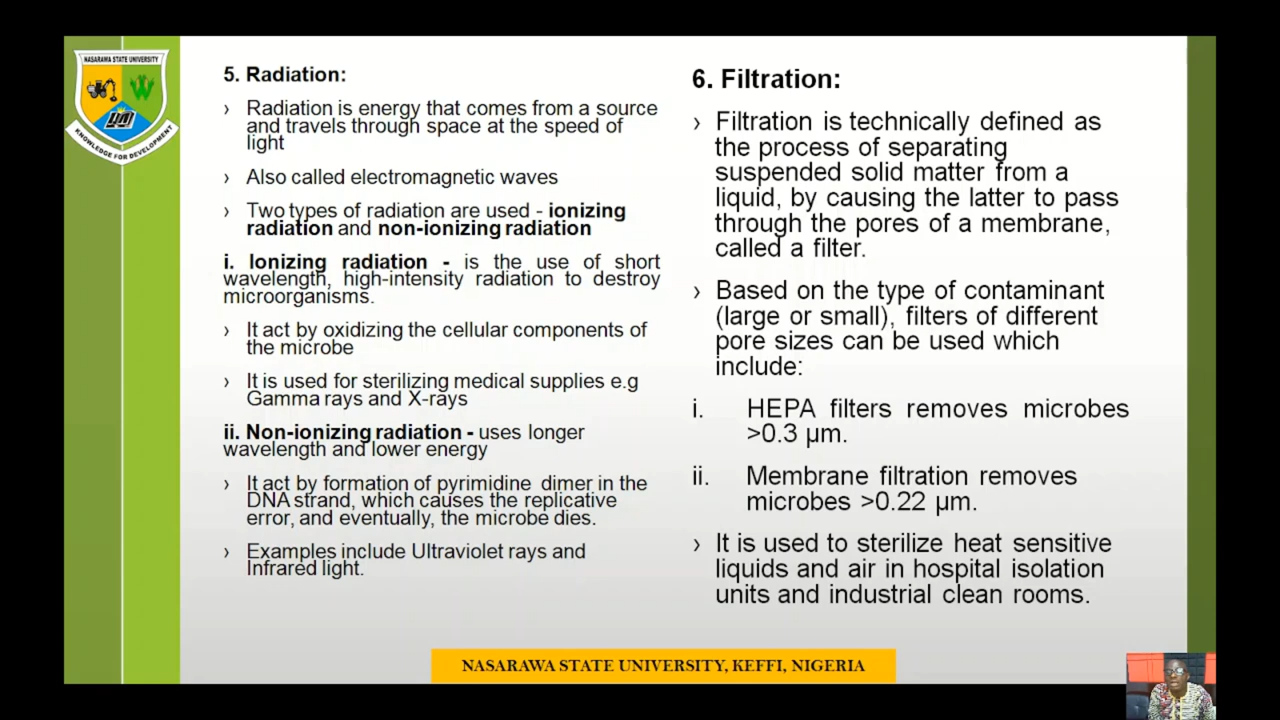 NASARAWA STATE UNIVERSITY
KNOWLEDGE FOR DEVELOPMENT
5. Radiation:
› Radiation is energy that comes from a source
and travels through space at the speed of
light
› Also called electromagnetic waves
› Two types of radiation are used - ionizing
radiation and non-ionizing radiation
i. Ionizing radiation - is the use of short
wavelength, high-intensity radiation to destroy
microorganisms.
› It act by oxidizing the cellular components of
the microbe
› It is used for sterilizing medical supplies e.g
Gamma rays and X-rays
ii. Non-ionizing radiation - uses longer
wavelength and lower energy
› It act by formation of pyrimidine dimer in the
DNA strand, which causes the replicative
error, and eventually, the microbe dies.
› Examples include Ultraviolet rays and
Infrared light.
6. Filtration:
› Filtration is technically defined as
the process of separating
suspended solid matter from a
liquid, by causing the latter to pass
through the pores of a membrane,
called a filter.
› Based on the type of contaminant
(large or small), filters of different
pore sizes can be used which
include:
i. HEPA filters removes microbes
>0.3 µm.
ii. Membrane filtration removes
microbes >0.22 µm.
› It is used to sterilize heat sensitive
liquids and air in hospital isolation
units and industrial clean rooms.
NASARAWA STATE UNIVERSITY, KEFFI, NIGERIA